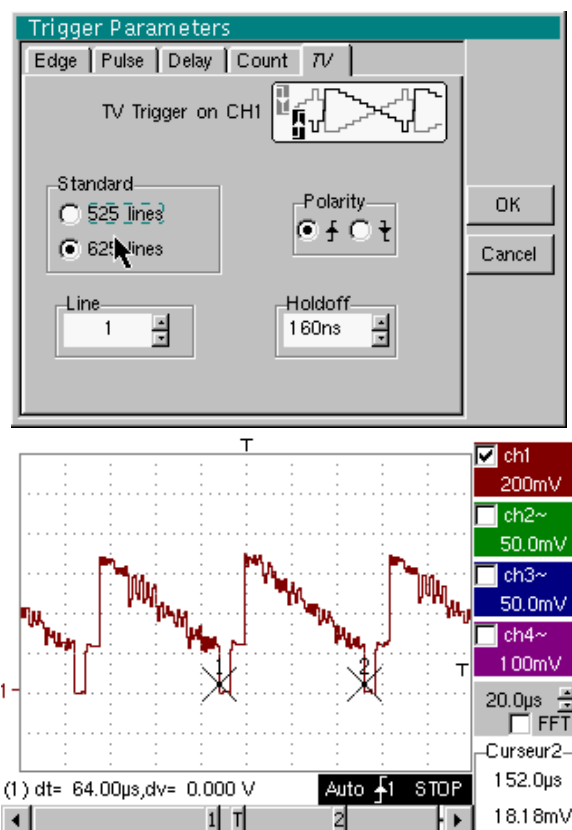 Trigger Parameters
Edge Pulse Delay Count TV
TV Trigger on CH1
Standard
525 lines
625 lines
Polarity
OK
Cancel
Line
1
Holdoff
160ns
T
ch1
200mV
ch2~
50.0mV
ch3~
50.0mV
ch4~
100mV
1
2
T
1
20.0µs
FFT
Curseur2
152.0µs
18.18mV
(1) dt= 64.00µs,dv= 0.000 V
Auto 1 STOP
1 T 2